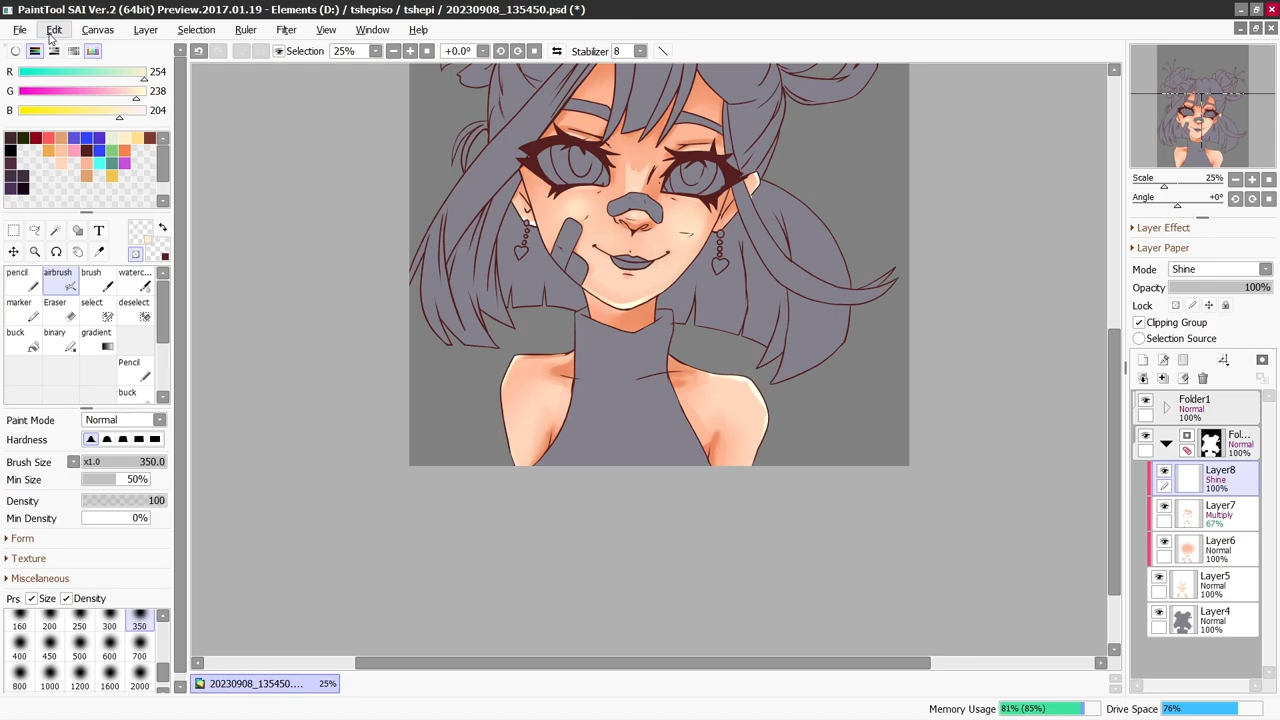 PaintTool SAI Ver.2 (64bit) Preview.2017.01.19 - Elements (D:) / tshepiso / tshepi / 20230908_135450.psd (*)
File Edit Canvas Layer Selection Ruler Filter View Window Help
Selection 25% +0.0° Stabilizer 8
R 254
G 238
B 204
T
pencil airbrush brush waterc...
marker Eraser select deselect
buck binary gradient
Pencil
buck
Paint Mode Normal
Hardness
Brush Size x1.0 350.0
Min Size 50%
Density 100
Min Density 0%
Form
Texture
Miscellaneous
Prs Size Density
160 200 250 300 350
400 450 500 600 700
800 1000 1200 1600 2000
20230908_135450.... 25%
Scale 25%
Angle +0°
Layer Effect
Layer Paper
Mode Shine
Opacity 100%
Lock
Clipping Group
Selection Source
Folder1
Normal
100%
Fol...
Normal
100%
Layer8
Shine
100%
Layer7
Multiply
67%
Layer6
Normal
100%
Layer5
Normal
100%
Layer4
Normal
100%
Memory Usage 81% (85%) Drive Space 76%